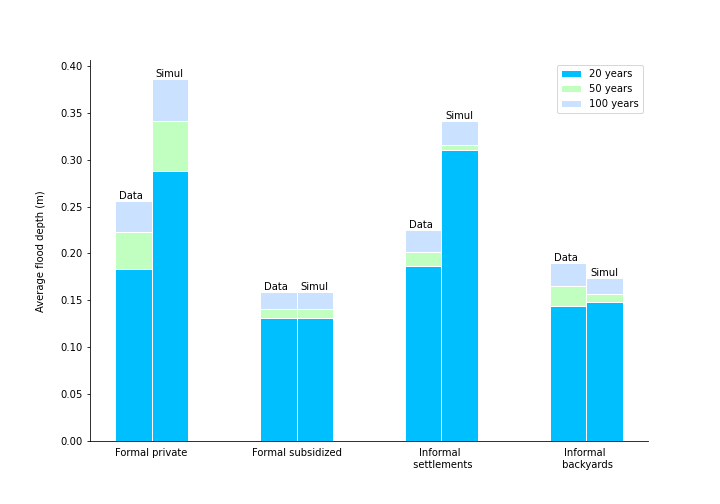 0.40
0.35
0.30
0.25
0.20
0.15
0.10
0.05
0.00
Average flood depth (m)
Data
Simul
Data
Simul
Data
Simul
Data
Simul
20 years
50 years
100 years
Formal private
Formal subsidized
Informal
settlements
Informal
backyards